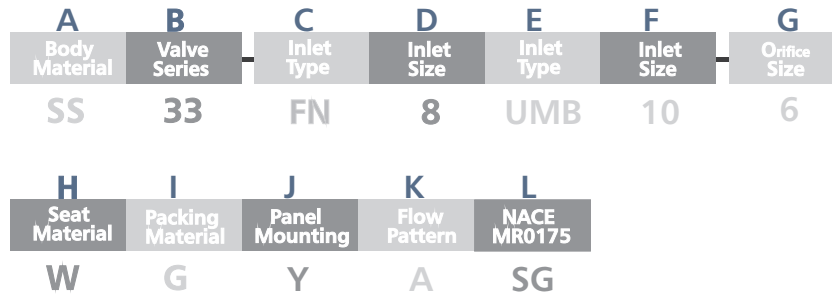 A B C D E F G
Body Material Valve Series Inlet Type Inlet Size Inlet Type Inlet Size Orifice Size
SS 33 FN 8 UMB 10 6
H I J K L
Seat Material Packing Material Panel Mounting Flow Pattern NACE MR0175
W G Y A SG